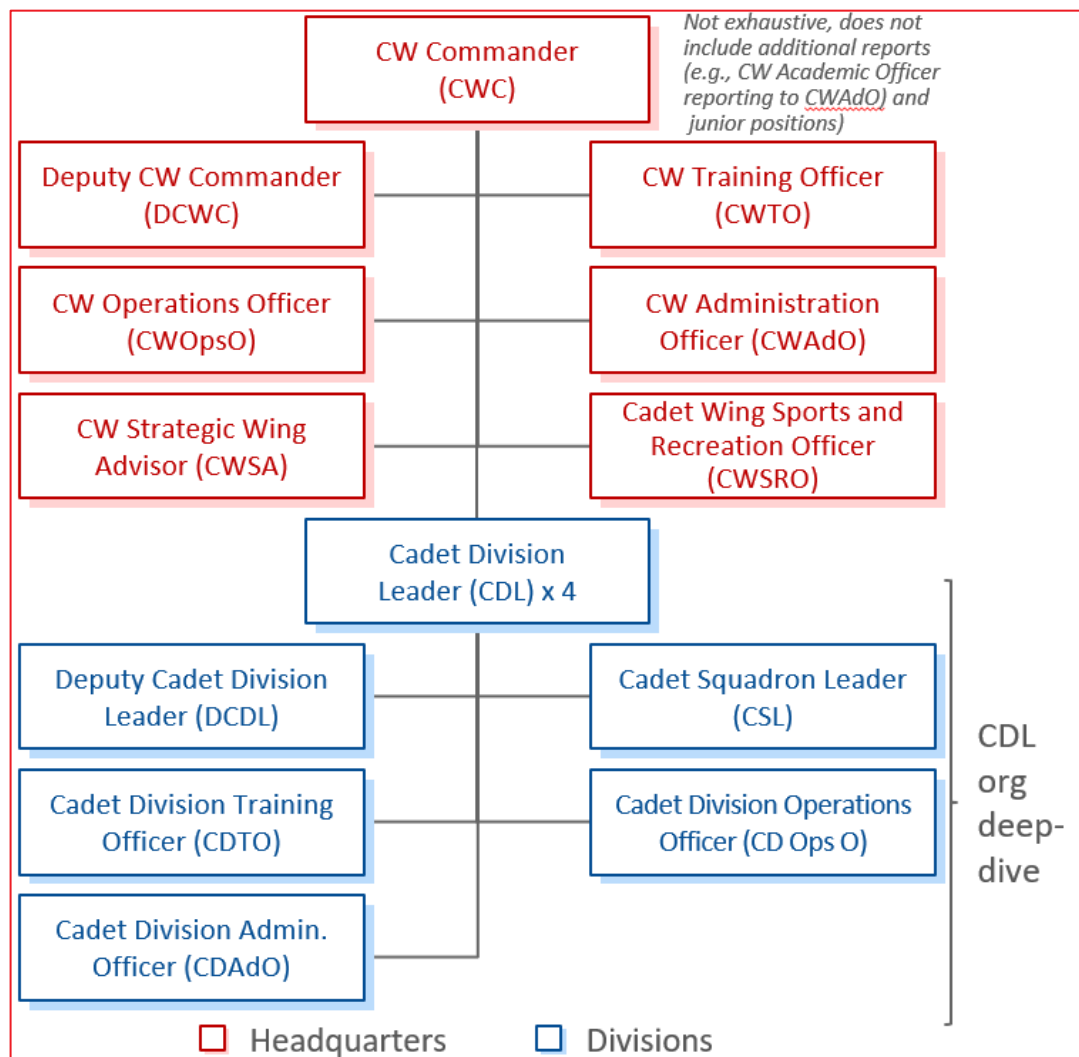 CW Commander
(CWC)
Not exhaustive, does not
include additional reports
(e.g., CW Academic Officer
reporting to CWAdO) and
junior positions)
Deputy CW Commander
(DCWC)
CW Training Officer
(CWTO)
CW Operations Officer
(CWOpsO)
CW Administration
Officer (CWAdO)
CW Strategic Wing
Advisor (CWSA)
Cadet Wing Sports and
Recreation Officer
(CWSRO)
Cadet Division
Leader (CDL) x 4
Deputy Cadet Division
Leader (DCDL)
Cadet Squadron Leader
(CSL)
Cadet Division Training
Officer (CDTO)
Cadet Division Operations
Officer (CD Ops O)
Cadet Division Admin.
Officer (CDAdO)
CDL
org
deep-
dive
Headquarters
Divisions